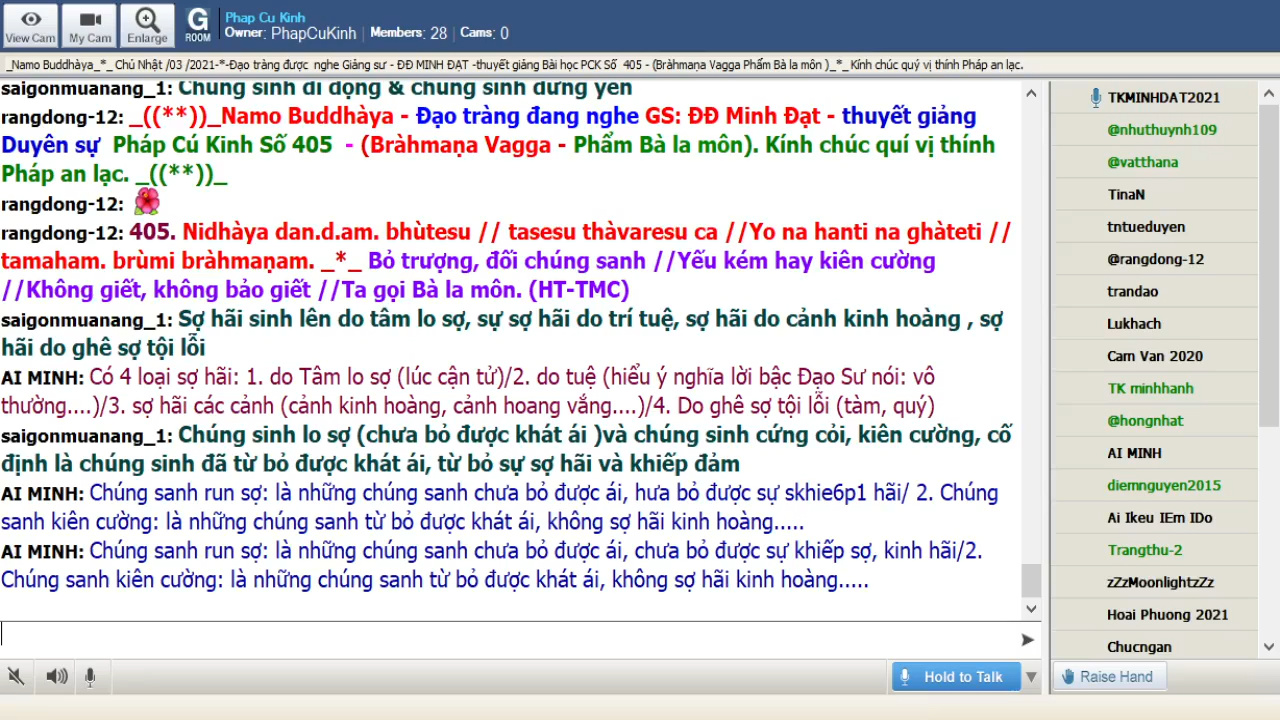 View Cam
My Cam
Enlarge
G
ROOM
Phap Cu Kinh
Owner: PhapCuKinh | Members: 28 | Cams: 0
_Namo Buddhàya_*_ Chủ Nhật /03 /2021-*-Đạo tràng được nghe Giảng sư - ĐĐ MINH ĐẠT -thuyết giảng Bài học PCK Số 405 - (Bràhmaṇa Vagga Phẩm Bà la môn )_*_ Kính chúc quý vị thính Pháp an lạc.
saigonmuanang_1: Chúng sinh di động & chúng sinh đứng yên
rangdong-12: _((**))_Namo Buddhàya - Đạo tràng đang nghe GS: ĐĐ Minh Đạt - thuyết giảng
Duyên sự Pháp Cú Kinh Số 405 - (Bràhmaṇa Vagga - Phẩm Bà la môn). Kính chúc quí vị thính
Pháp an lạc. _((**))_
rangdong-12:
rangdong-12: 405. Nidhàya dan.d.am. bhùtesu // tasesu thàvaresu ca //Yo na hanti na ghàteti //
tamaham. brùmi bràhmaṇam. _*_ Bỏ trượng, đối chúng sanh //Yếu kém hay kiên cường
//Không giết, không bảo giết //Ta gọi Bà la môn. (HT-TMC)
saigonmuanang_1: Sợ hãi sinh lên do tâm lo sợ, sự sợ hãi do trí tuệ, sợ hãi do cảnh kinh hoàng , sợ
hãi do ghê sợ tội lỗi
AI MINH: Có 4 loại sợ hãi: 1. do Tâm lo sợ (lúc cận tử)/2. do tuệ (hiểu ý nghĩa lời bậc Đạo Sư nói: vô
thường....)/3. sợ hãi các cảnh (cảnh kinh hoàng, cảnh hoang vắng....)/4. Do ghê sợ tội lỗi (tàm, quý)
saigonmuanang_1: Chúng sinh lo sợ (chưa bỏ được khát ái )và chúng sinh cứng cỏi, kiên cường, cố
định là chúng sinh đã từ bỏ được khát ái, từ bỏ sự sợ hãi và khiếp đảm
AI MINH: Chúng sanh run sợ: là những chúng sanh chưa bỏ được ái, hưa bỏ được sự skhie6p1 hãi/ 2. Chúng
sanh kiên cường: là những chúng sanh từ bỏ được khát ái, không sợ hãi kinh hoàng.....
AI MINH: Chúng sanh run sợ: là những chúng sanh chưa bỏ được ái, chưa bỏ được sự khiếp sợ, kinh hãi/2.
Chúng sanh kiên cường: là những chúng sanh từ bỏ được khát ái, không sợ hãi kinh hoàng.....
TKMINHDAT2021
@nhuthuynh109
@vatthana
TinaN
tntueduyen
@rangdong-12
trandao
Lukhach
Cam Van 2020
TK minhhanh
@hongnhat
AI MINH
diemnguyen2015
Ai Ikeu IEm IDo
Trangthu-2
zZzMoonlightzZz
Hoai Phuong 2021
Chucngan
Hold to Talk
Raise Hand